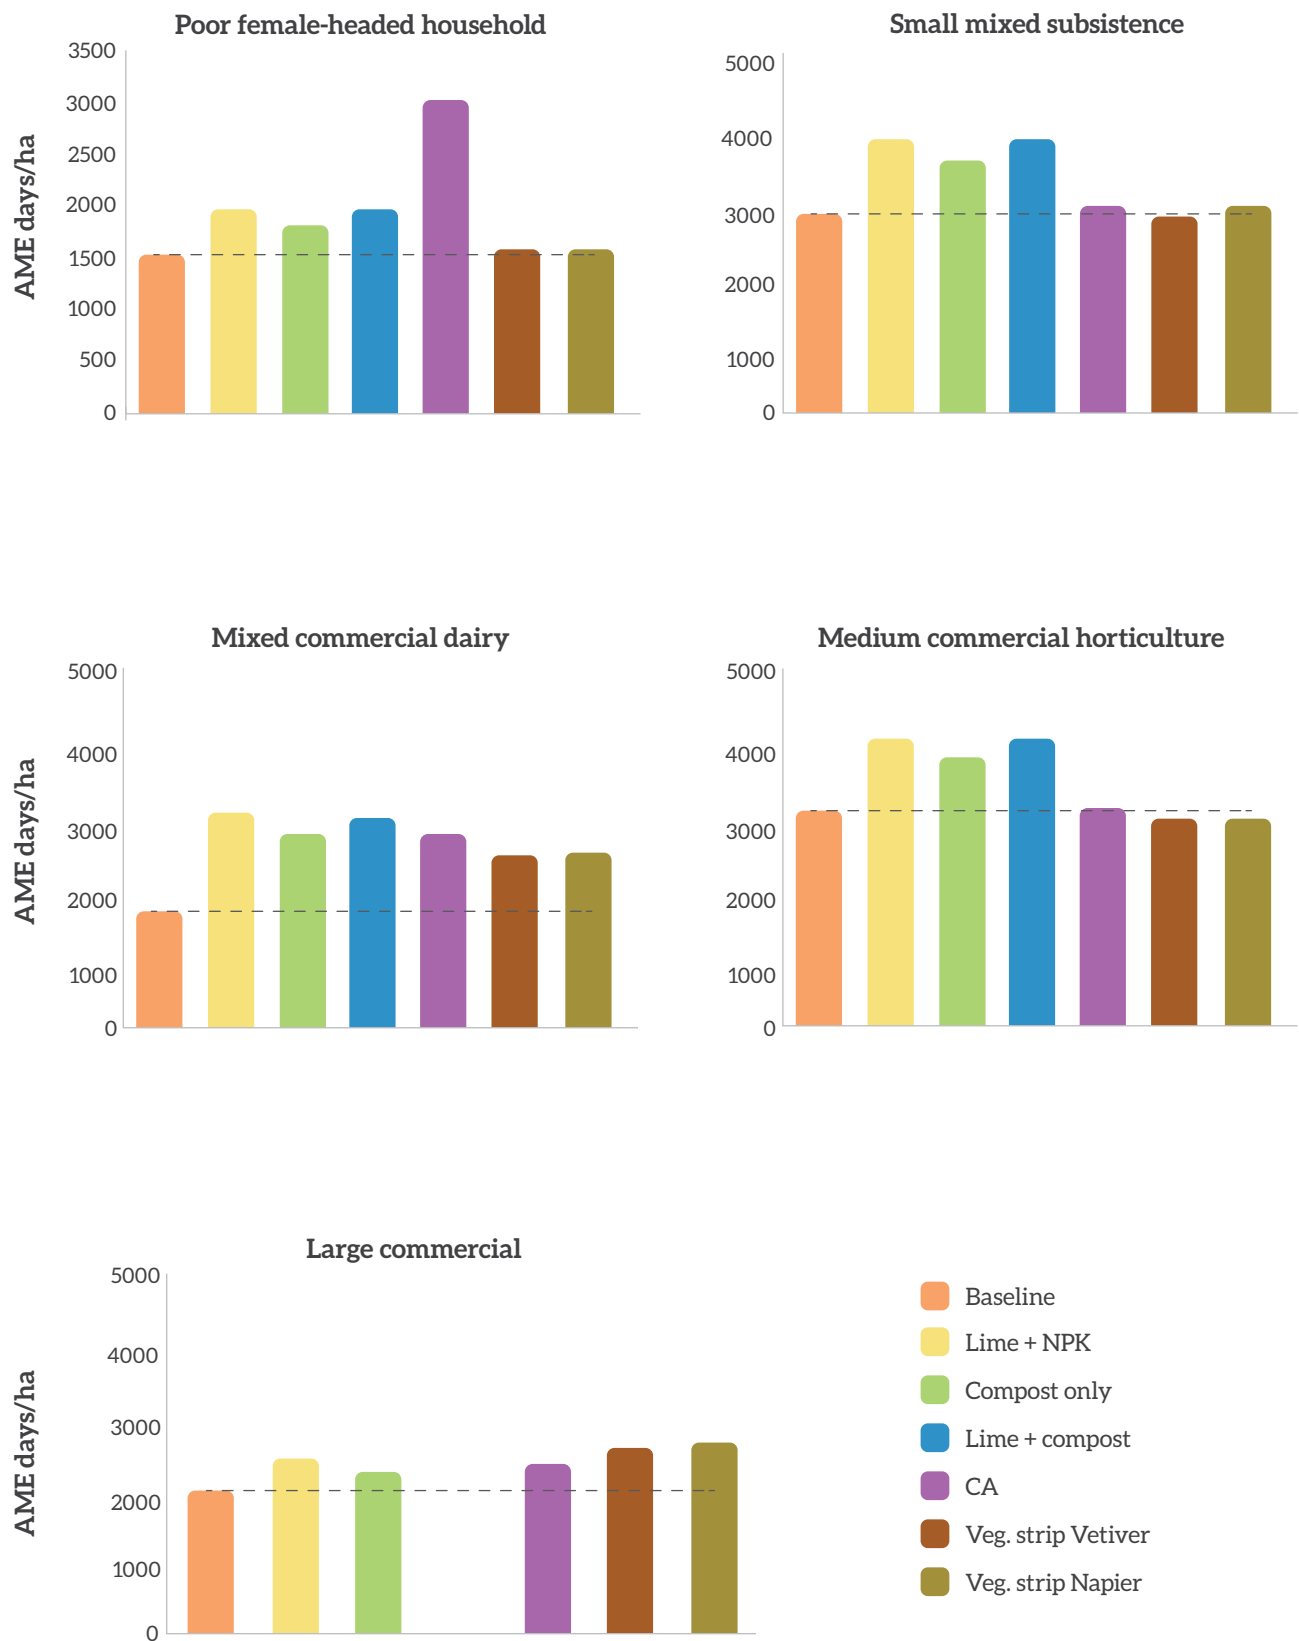 Poor female-headed household
AME days/ha
3500
3000
2500
2000
1500
1000
500
0
Small mixed subsistence
5000
4000
3000
2000
1000
0
Mixed commercial dairy
AME days/ha
5000
4000
3000
2000
1000
0
Medium commercial horticulture
5000
4000
3000
2000
1000
0
Large commercial
AME days/ha
5000
4000
3000
2000
1000
0
Baseline
Lime + NPK
Compost only
Lime + compost
CA
Veg. strip Vetiver
Veg. strip Napier